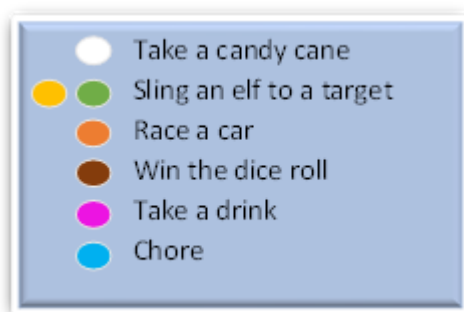 Take a candy cane
Sling an elf to a target
Race a car
Win the dice roll
Take a drink
Chore